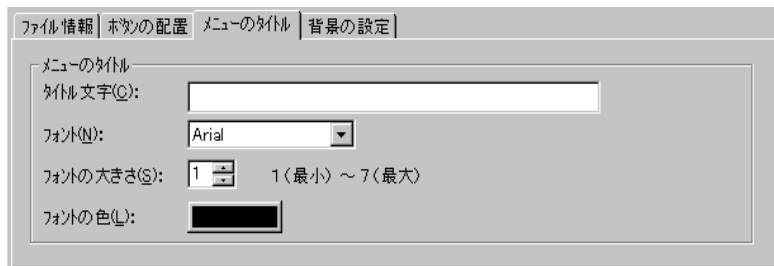 ﾌｧｲﾙ情報 ﾎﾞﾀﾝの配置 ﾒﾆｭｰのﾀｲﾄﾙ 背景の設定
ﾒﾆｭｰのﾀｲﾄﾙ
ﾀｲﾄﾙ文字(C):
ﾌｫﾝﾄ(N): Arial
ﾌｫﾝﾄの大きさ(S): 1 1（最小）～7（最大）
ﾌｫﾝﾄの色(L):